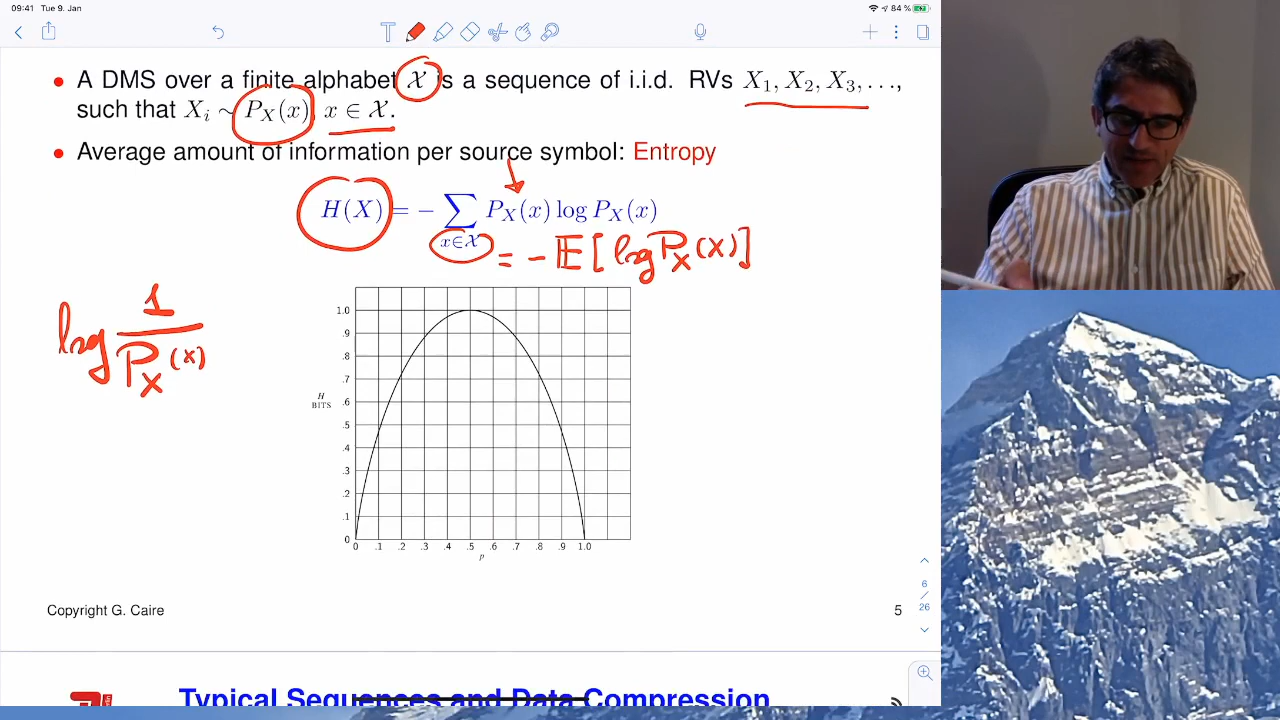 09:41 Tue 9. Jan 84 %
• A DMS over a finite alphabet 𝒳 is a sequence of i.i.d. RVs X₁, X₂, X₃, . . .,
such that Xᵢ ∼ P_X(x), x ∈ 𝒳.
• Average amount of information per source symbol: Entropy
H(X) = − ∑ P_X(x) log P_X(x)
x∈𝒳
= − 𝔼 [ log P_X(X) ]
log 1 / P_X(x)
H
BITS
1.0
.9
.8
.7
.6
.5
.4
.3
.2
.1
0
0 .1 .2 .3 .4 .5 .6 .7 .8 .9 1.0
p
6
/
26
Copyright G. Caire 5
Typical Sequences and Data Compression